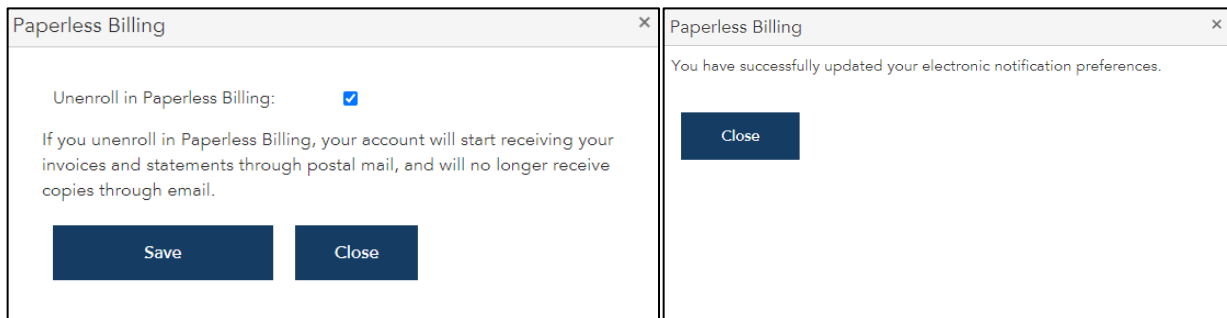 Paperless Billing ×
Unenroll in Paperless Billing:
If you unenroll in Paperless Billing, your account will start receiving your
invoices and statements through postal mail, and will no longer receive
copies through email.
Save Close
Paperless Billing ×
You have successfully updated your electronic notification preferences.
Close